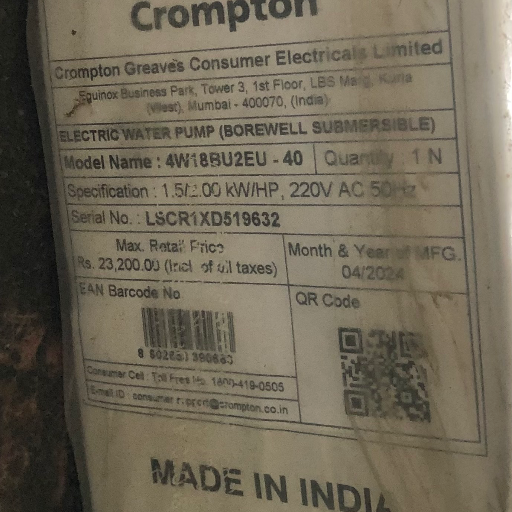 Crompton
Crompton Greaves Consumer Electricals Limited
Equinox Business Park, Tower 3, 1st Floor, LBS Marg, Kurla
(West), Mumbai - 400070, (India)
ELECTRIC WATER PUMP (BOREWELL SUBMERSIBLE)
Model Name : 4W18BU2EU - 40 Quantity : 1 N
Specification : 1.5/2.00 kW/HP, 220V AC 50Hz
Serial No. : LSCR1XD519632
Max. Retail Price
Rs. 23,200.00 (Incl of all taxes)
Month & Year of MFG.
04/2024
EAN Barcode No
QR Code
Consumer Cell : Toll Free No. 1800-419-0505
E-mail ID : consumer.support@crompton.co.in
MADE IN INDIA